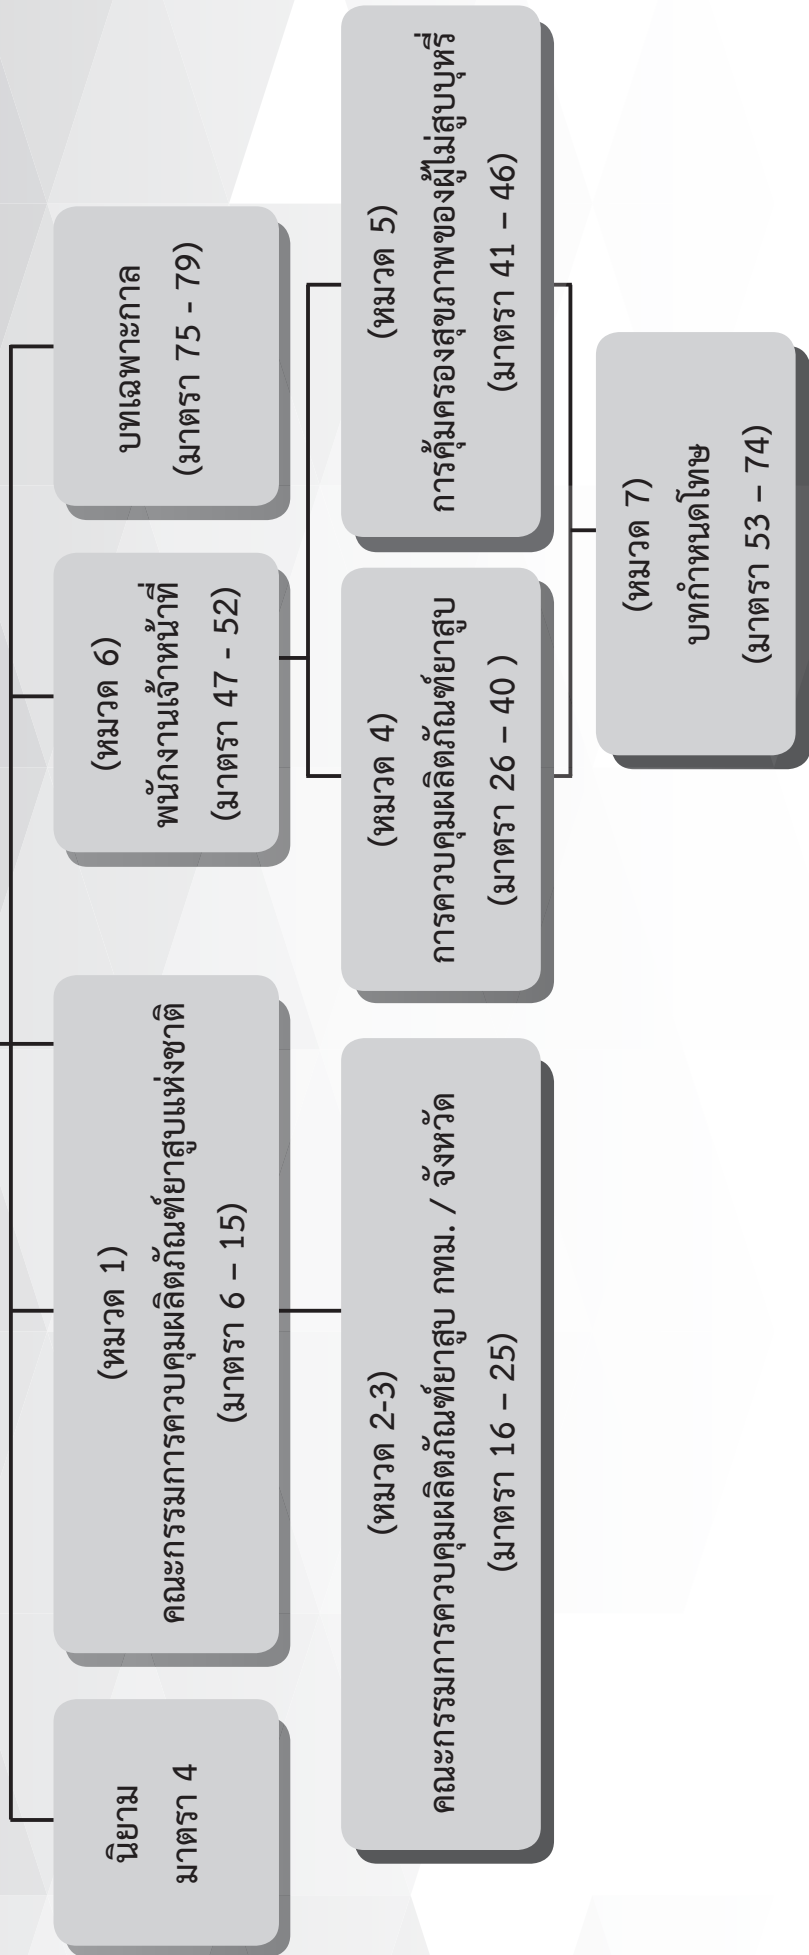 นิยาม
มาตรา 4
(หมวด 1)
คณะกรรมการควบคุมผลิตภัณฑ์ยาสูบแห่งชาติ
(มาตรา 6 – 15)
(หมวด 6)
พนักงานเจ้าหน้าที่
(มาตรา 47 - 52)
บทเฉพาะกาล
(มาตรา 75 - 79)
(หมวด 2-3)
คณะกรรมการควบคุมผลิตภัณฑ์ยาสูบ กทม. / จังหวัด
(มาตรา 16 – 25)
(หมวด 4)
การควบคุมผลิตภัณฑ์ยาสูบ
(มาตรา 26 – 40 )
(หมวด 5)
การคุ้มครองสุขภาพของผู้ไม่สูบบุหรี่
(มาตรา 41 – 46)
(หมวด 7)
บทกำหนดโทษ
(มาตรา 53 – 74)